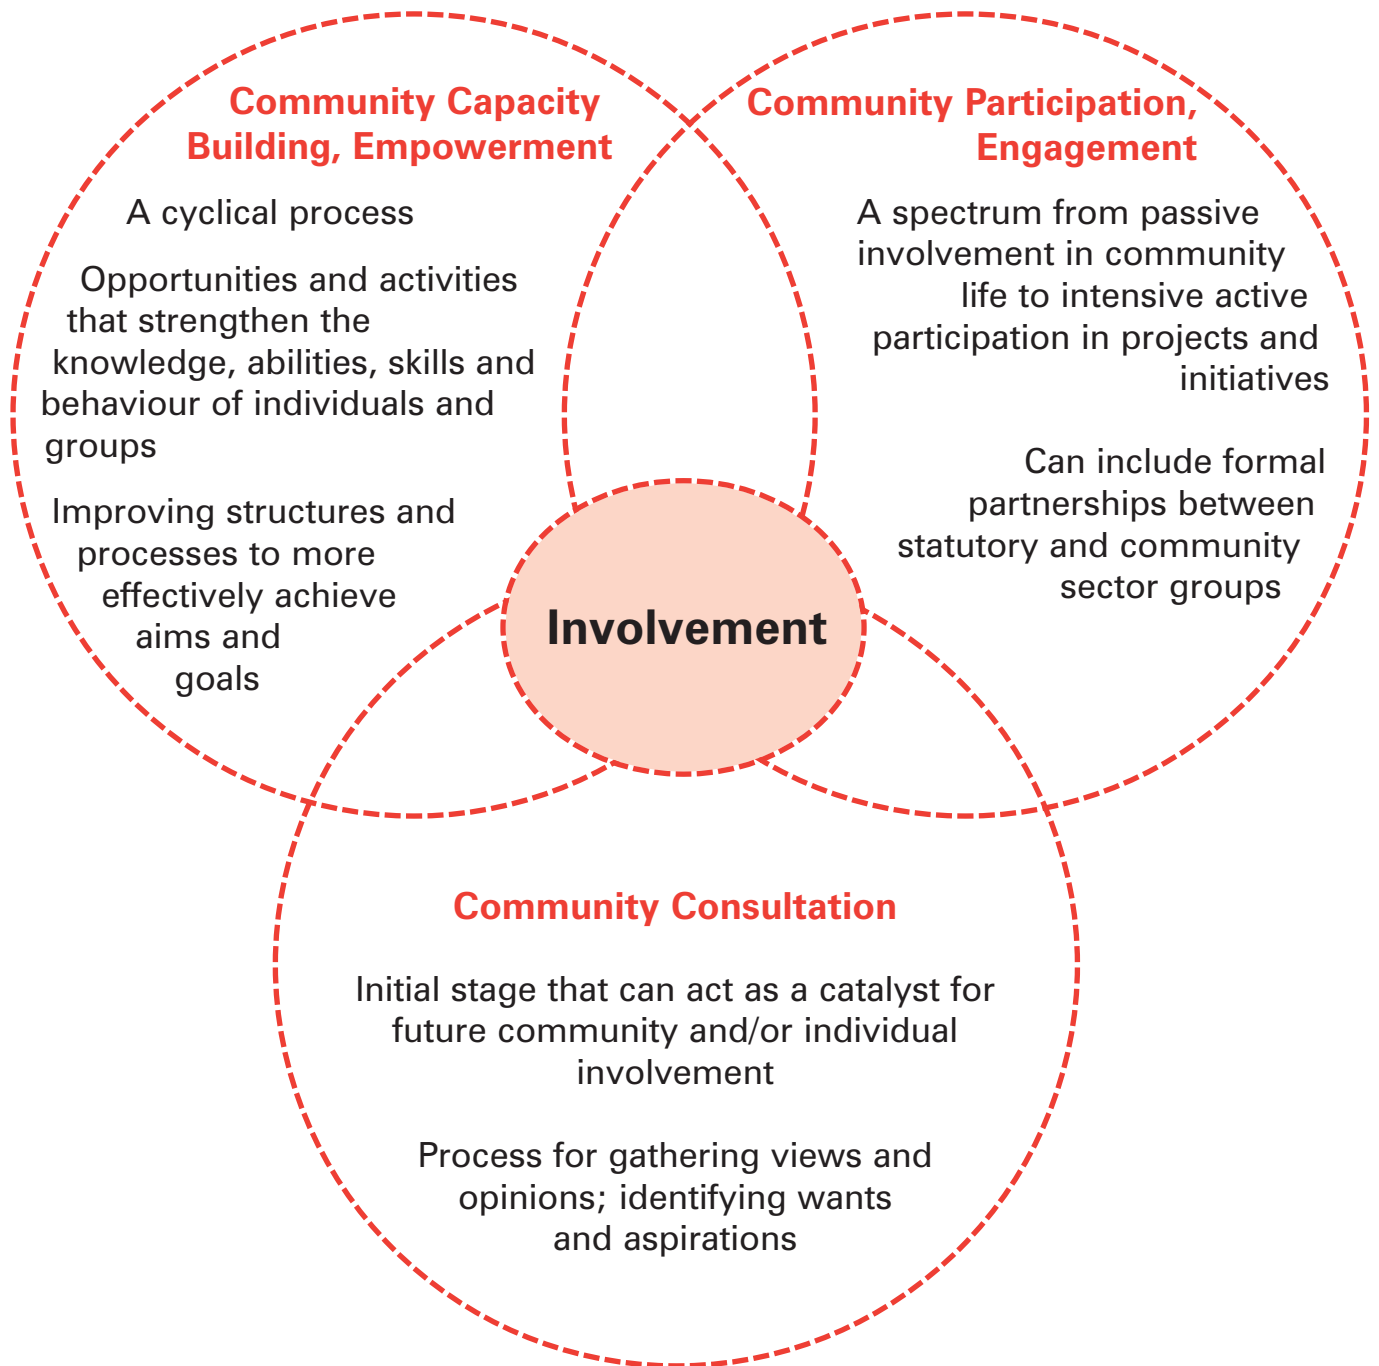 Community Capacity
Building, Empowerment
A cyclical process
Opportunities and activities
that strengthen the
knowledge, abilities, skills and
behaviour of individuals and
groups
Improving structures and
processes to more
effectively achieve
aims and
goals
Community Participation,
Engagement
A spectrum from passive
involvement in community
life to intensive active
participation in projects and
initiatives
Can include formal
partnerships between
statutory and community
sector groups
Involvement
Community Consultation
Initial stage that can act as a catalyst for
future community and/or individual
involvement
Process for gathering views and
opinions; identifying wants
and aspirations